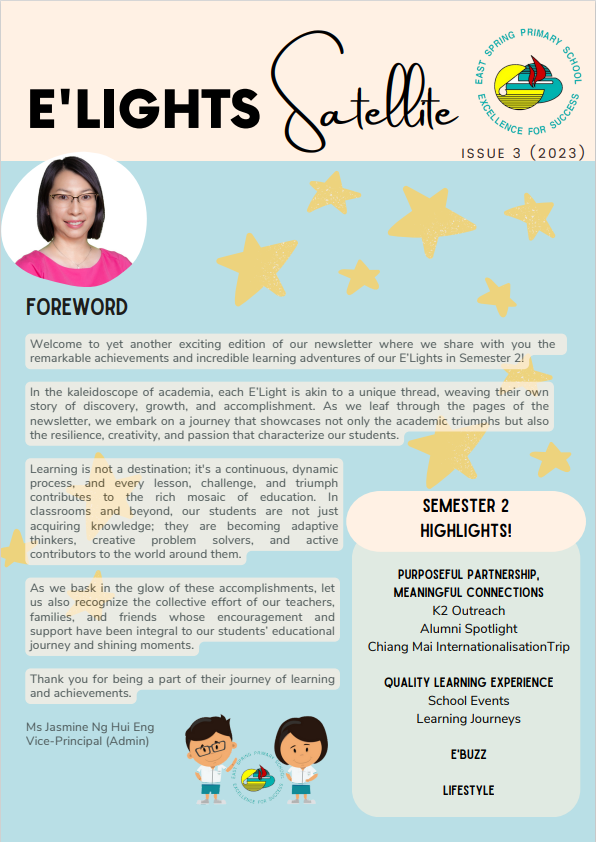 E'LIGHTS Satellite
EAST SPRING PRIMARY SCHOOL
EXCELLENCE FOR SUCCESS
ISSUE 3 (2023)
FOREWORD
Welcome to yet another exciting edition of our newsletter where we share with you the
remarkable achievements and incredible learning adventures of our E'Lights in Semester 2!
In the kaleidoscope of academia, each E'Light is akin to a unique thread, weaving their own
story of discovery, growth, and accomplishment. As we leaf through the pages of the
newsletter, we embark on a journey that showcases not only the academic triumphs but also
the resilience, creativity, and passion that characterize our students.
Learning is not a destination; it's a continuous, dynamic
process, and every lesson, challenge, and triumph
contributes to the rich mosaic of education. In
classrooms and beyond, our students are not just
acquiring knowledge; they are becoming adaptive
thinkers, creative problem solvers, and active
contributors to the world around them.
As we bask in the glow of these accomplishments, let
us also recognize the collective effort of our teachers,
families, and friends whose encouragement and
support have been integral to our students' educational
journey and shining moments.
Thank you for being a part of their journey of learning
and achievements.
Ms Jasmine Ng Hui Eng
Vice-Principal (Admin)
EAST SPRING PRIMARY SCHOOL
EXCELLENCE FOR SUCCESS
SEMESTER 2
HIGHLIGHTS!
PURPOSEFUL PARTNERSHIP,
MEANINGFUL CONNECTIONS
K2 Outreach
Alumni Spotlight
Chiang Mai InternationalisationTrip
QUALITY LEARNING EXPERIENCE
School Events
Learning Journeys
E'BUZZ
LIFESTYLE